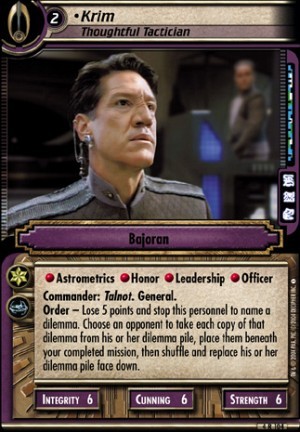 2
• Krim
Thoughtful Tactician
Bajoran
Astrometrics Honor Leadership Officer
Commander: Talnot. General.
Order – Lose 5 points and stop this personnel to name a
dilemma. Choose an opponent to take each copy of that
dilemma from his or her dilemma pile, place them beneath
your completed mission, then shuffle and replace his or her
dilemma pile face down.
Integrity 6
Cunning 6
Strength 6